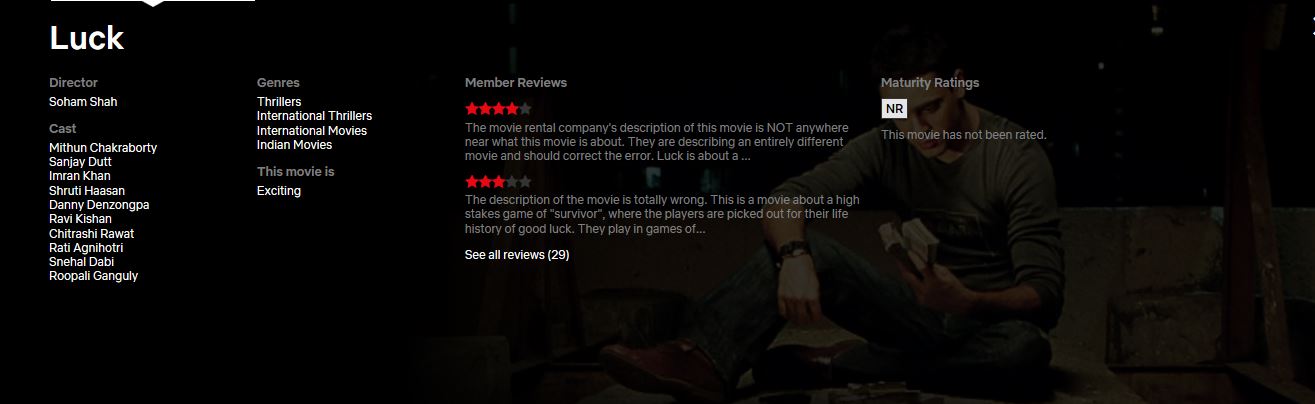 Luck
Director
Soham Shah
Cast
Mithun Chakraborty
Sanjay Dutt
Imran Khan
Shruti Haasan
Danny Denzongpa
Ravi Kishan
Chitrashi Rawat
Rati Agnihotri
Snehal Dabi
Roopali Ganguly
Genres
Thrillers
International Thrillers
International Movies
Indian Movies
This movie is
Exciting
Member Reviews
The movie rental company's description of this movie is NOT anywhere
near what this movie is about. They are describing an entirely different
movie and should correct the error. Luck is about a ...
The description of the movie is totally wrong. This is a movie about a high
stakes game of "survivor", where the players are picked out for their life
history of good luck. They play in games of...
See all reviews (29)
Maturity Ratings
NR
This movie has not been rated.